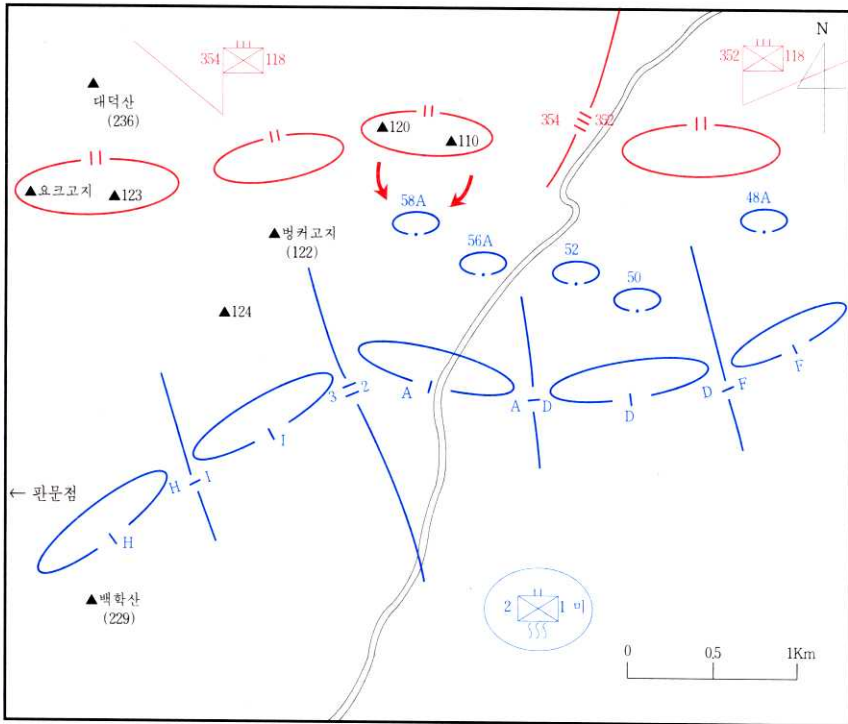 354 118
352 118
N
▲
대덕산
(236)
354 352
▲120
▲110
▲요크고지
▲123
58A
48A
▲벙커고지
(122)
56A
52
50
▲124
3 2
A
A D
D
D F
F
I
H I
← 판문점
H
▲백학산
(229)
2 1 미
0 0.5 1Km